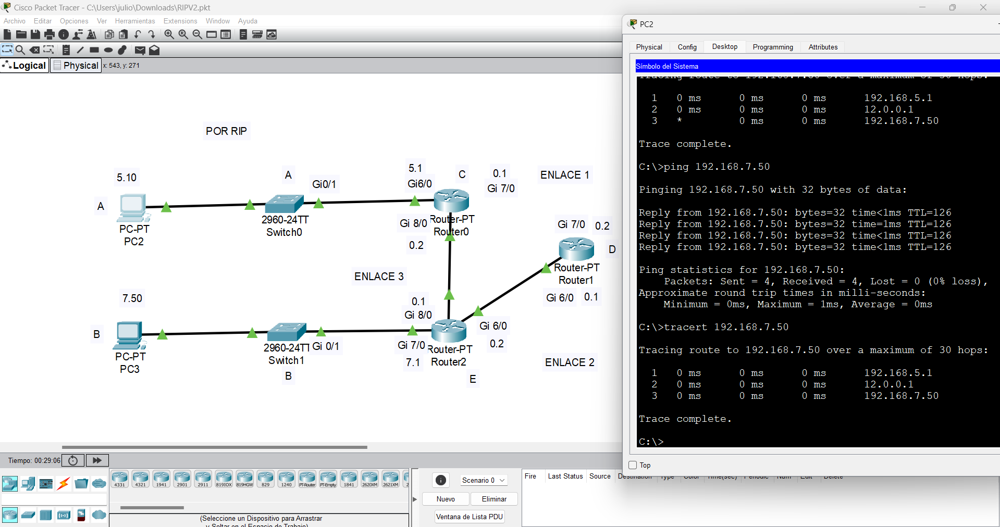 Cisco Packet Tracer - C:\Users\julio\Downloads\RIPV2.pkt
Archivo Editar Opciones Ver Herramientas Extensions Window Ayuda
Logical Physical x: 543, y: 271
POR RIP
5.10
A
A
Gi0/1
5.1
Gi6/0
C
0.1
Gi 7/0
ENLACE 1
PC-PT
PC2
2960-24TT
Switch0
Gi 8/0
Router-PT
Router0
0.2
Gi 7/0
0.2
D
Router-PT
Router1
ENLACE 3
Gi 6/0
0.1
7.50
B
0.1
Gi 8/0
Gi 6/0
0.2
PC-PT
PC3
2960-24TT
Switch1
Gi 0/1
B
Gi 7/0
7.1
Router-PT
Router2
E
ENLACE 2
PC2
Physical Config Desktop Programming Attributes
Símbolo del Sistema
Tracing route to 192.168.7.50 over a maximum of 30 hops:
1 0 ms 0 ms 0 ms 192.168.5.1
2 0 ms 0 ms 0 ms 12.0.0.1
3 * 0 ms 0 ms 192.168.7.50
Trace complete.
C:\>ping 192.168.7.50
Pinging 192.168.7.50 with 32 bytes of data:
Reply from 192.168.7.50: bytes=32 time<1ms TTL=126
Reply from 192.168.7.50: bytes=32 time=1ms TTL=126
Reply from 192.168.7.50: bytes=32 time<1ms TTL=126
Reply from 192.168.7.50: bytes=32 time<1ms TTL=126
Ping statistics for 192.168.7.50:
Packets: Sent = 4, Received = 4, Lost = 0 (0% loss),
Approximate round trip times in milli-seconds:
Minimum = 0ms, Maximum = 1ms, Average = 0ms
C:\>tracert 192.168.7.50
Tracing route to 192.168.7.50 over a maximum of 30 hops:
1 0 ms 0 ms 0 ms 192.168.5.1
2 0 ms 0 ms 0 ms 12.0.0.1
3 0 ms 0 ms 0 ms 192.168.7.50
Trace complete.
C:\>
Top
Tiempo: 00:29:06
4331 4321 1941 2901 2911 819IOX 819HGW 829 1240 PT-Router PT-Empty 1841 2620XM 2621XM
(Seleccione un Dispositivo para Arrastrar
y Soltar en el Espacio de Trabajo)
Scenario 0
Nuevo Eliminar
Ventana de Lista PDU
Fire Last Status Source Destination Type Color Time(sec) Periodic Num Edit Delete